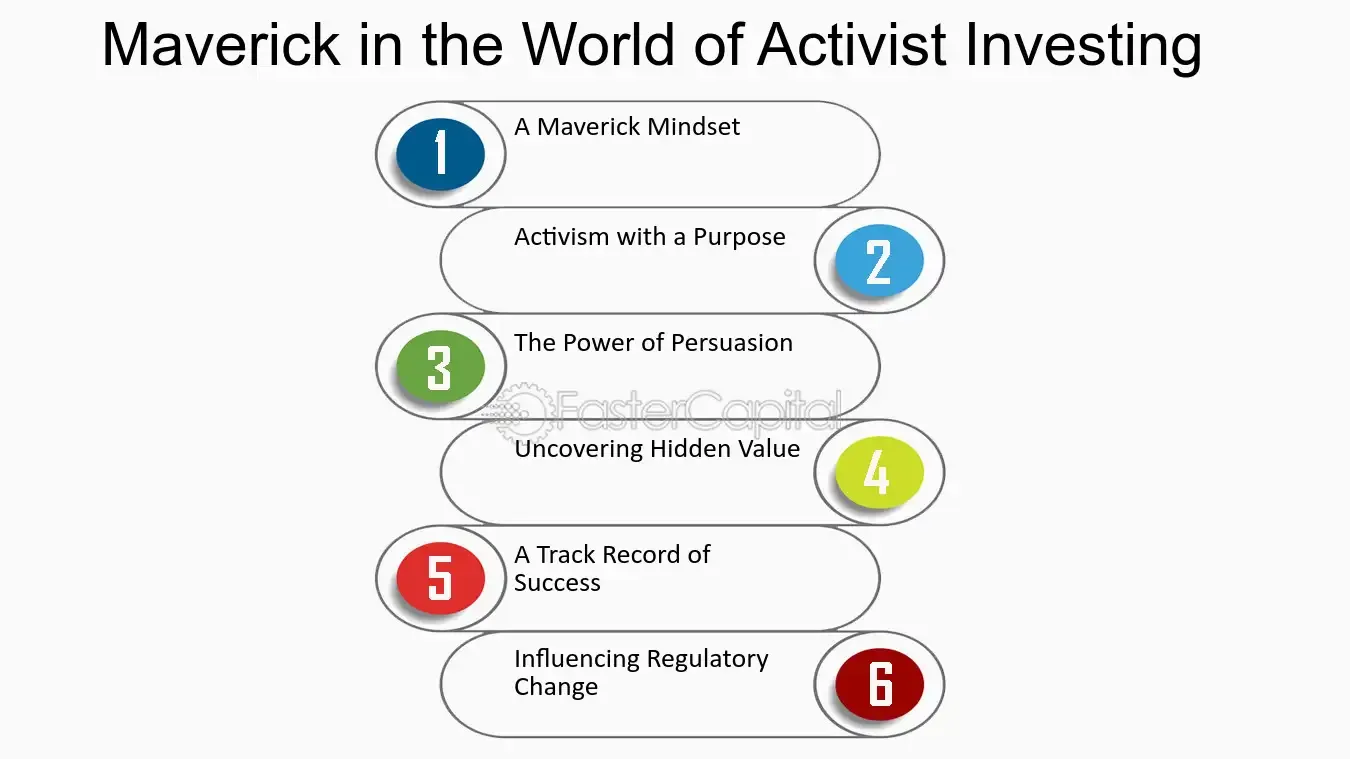 Maverick in the World of Activist Investing
1
A Maverick Mindset
Activism with a Purpose
2
3
The Power of Persuasion
FasterCapital
Uncovering Hidden Value
4
5
A Track Record of
Success
Influencing Regulatory
Change
6